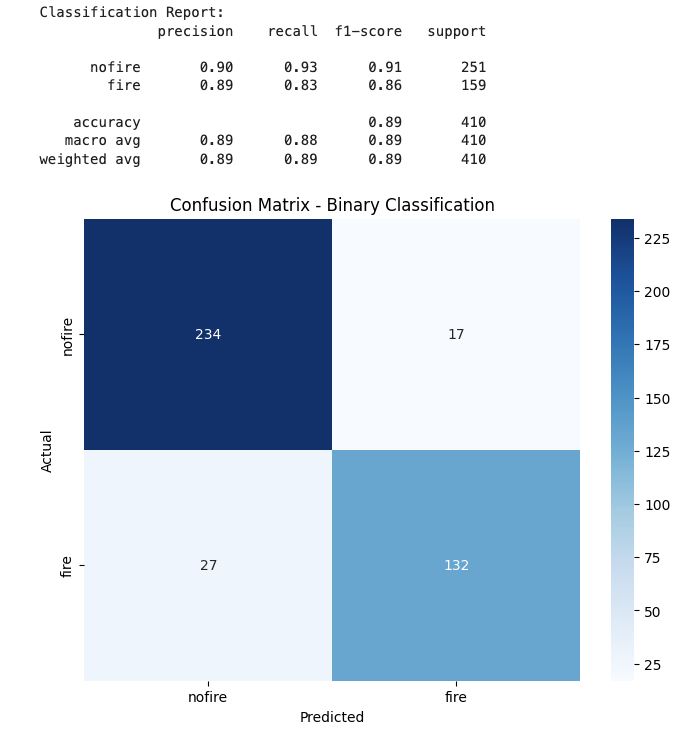 Classification Report:
precision recall f1-score support
nofire 0.90 0.93 0.91 251
fire 0.89 0.83 0.86 159
accuracy 0.89 410
macro avg 0.89 0.88 0.89 410
weighted avg 0.89 0.89 0.89 410
Confusion Matrix - Binary Classification
225
200
175
150
125
100
75
50
25
nofire
234
17
Actual
fire
27
132
nofire fire
Predicted